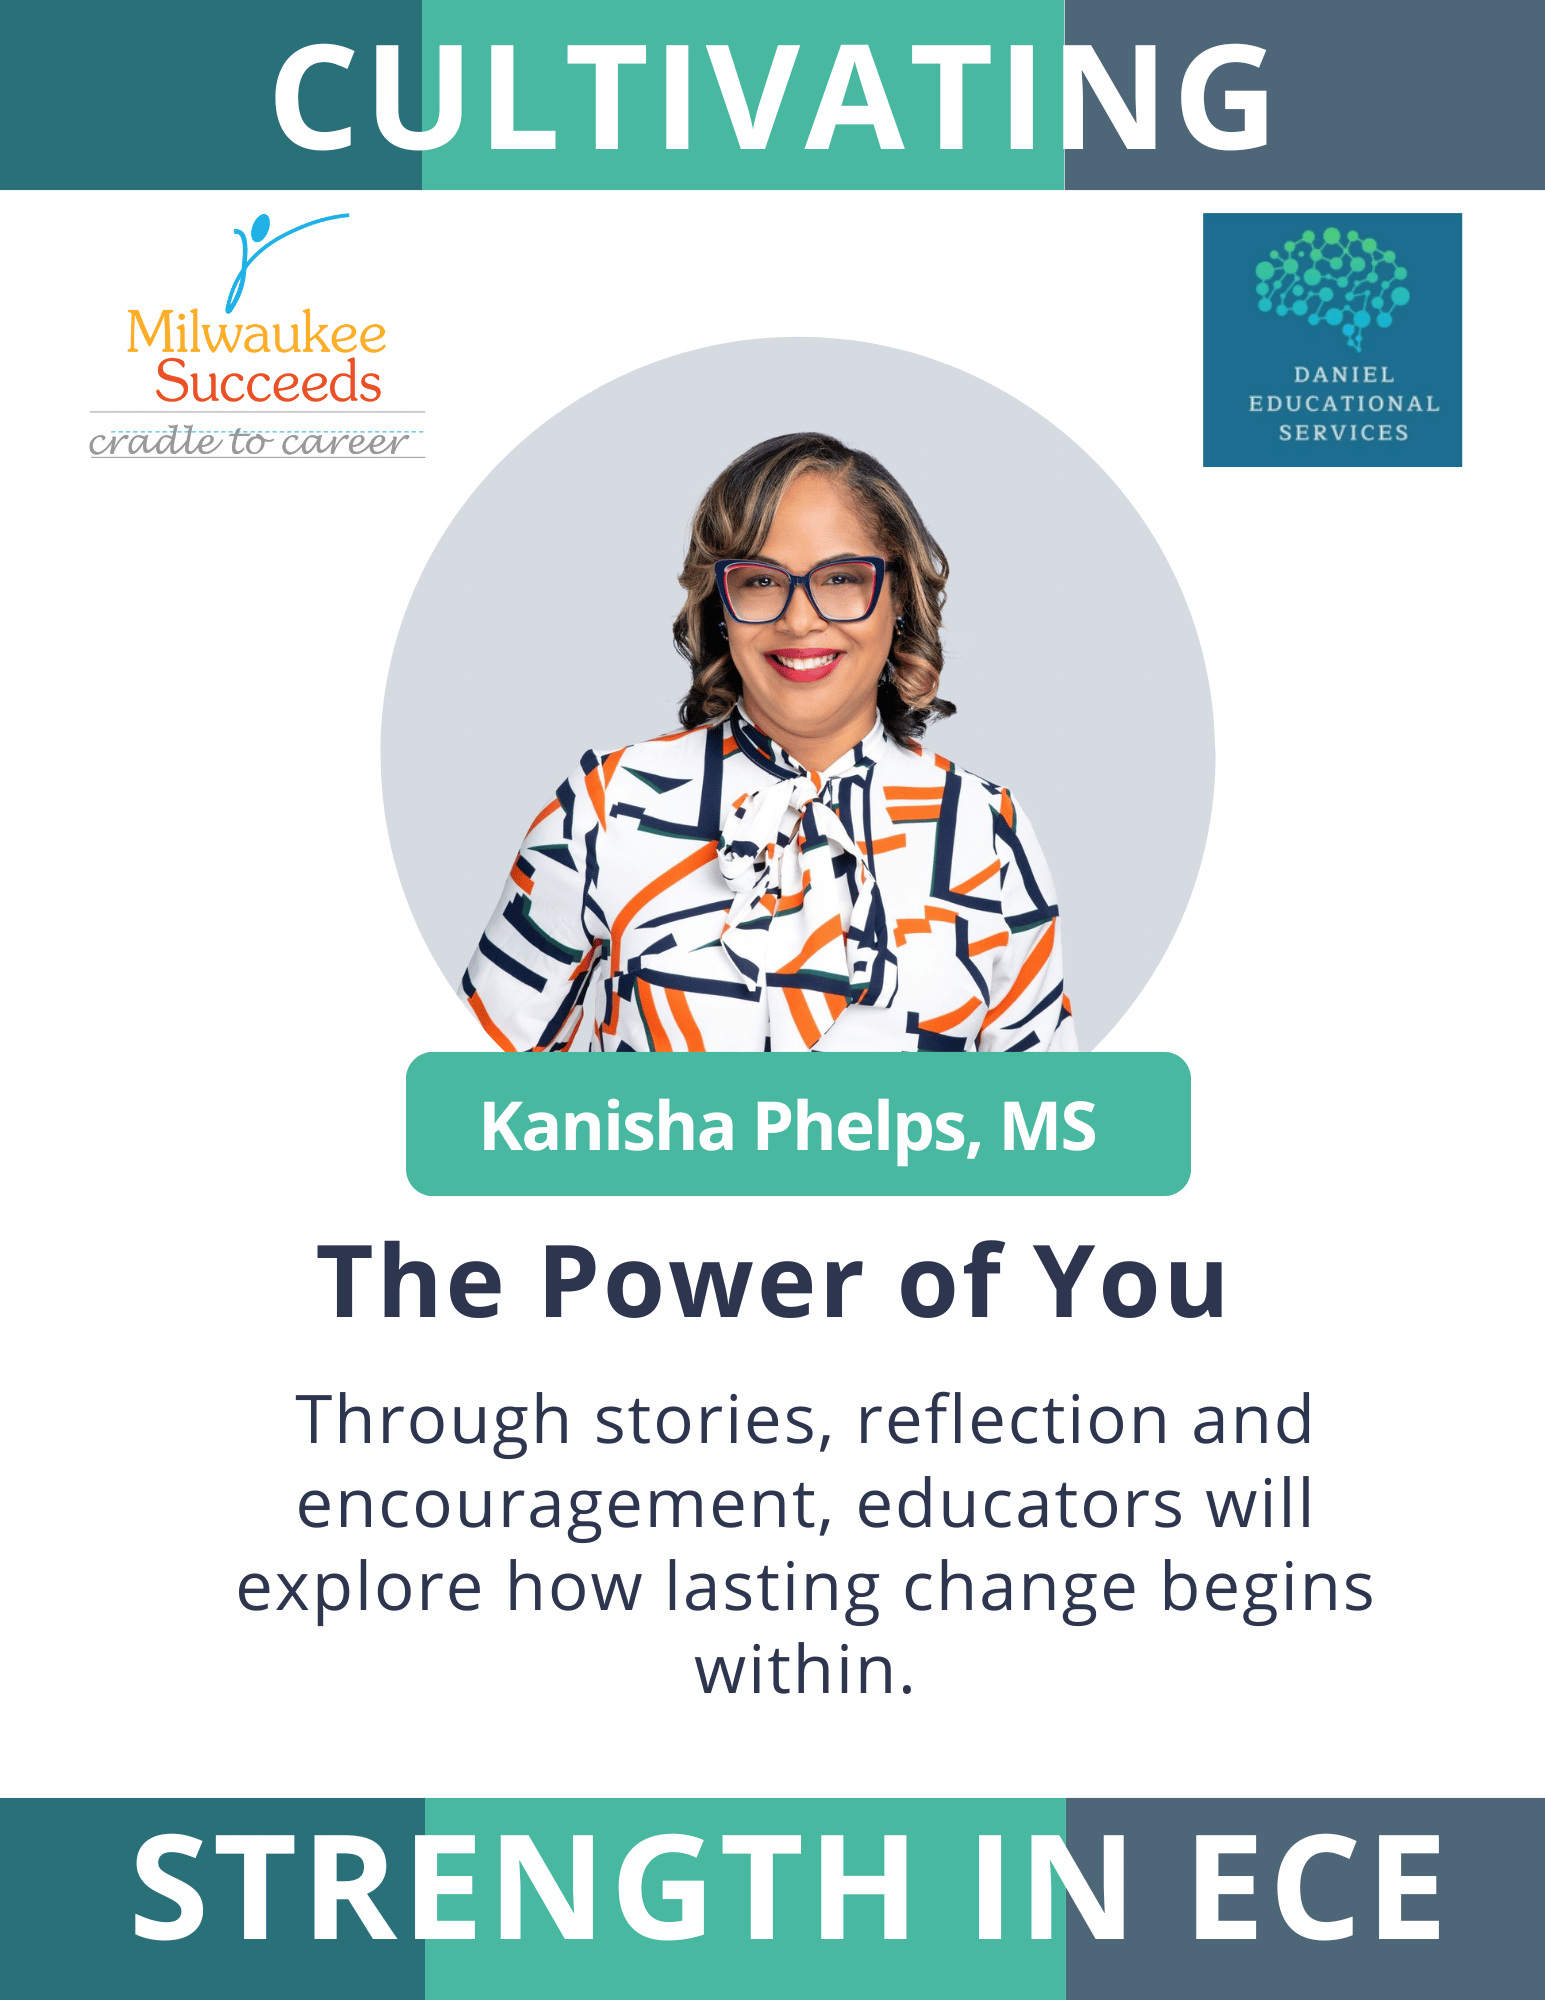 CULTIVATING
Milwaukee
Succeeds
cradle to career
DANIEL
EDUCATIONAL
SERVICES
Kanisha Phelps, MS
The Power of You
Through stories, reflection and
encouragement, educators will
explore how lasting change begins
within.
STRENGTH IN ECE